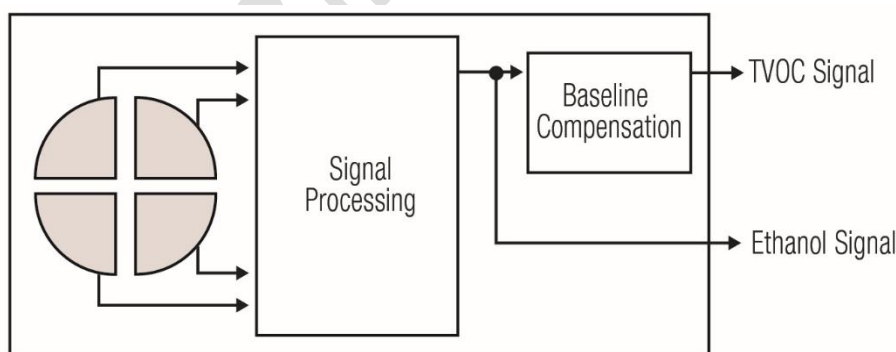 Signal
Processing
Baseline
Compensation
TVOC Signal
Ethanol Signal